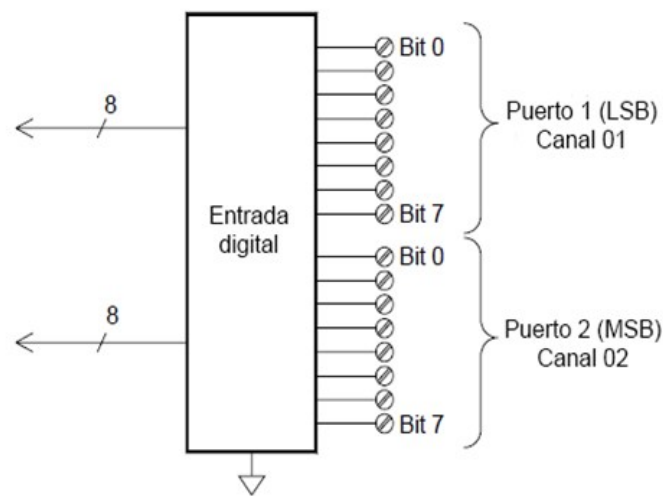 8
8
Entrada
digital
Bit 0
Bit 7
Bit 0
Bit 7
Puerto 1 (LSB)
Canal 01
Puerto 2 (MSB)
Canal 02